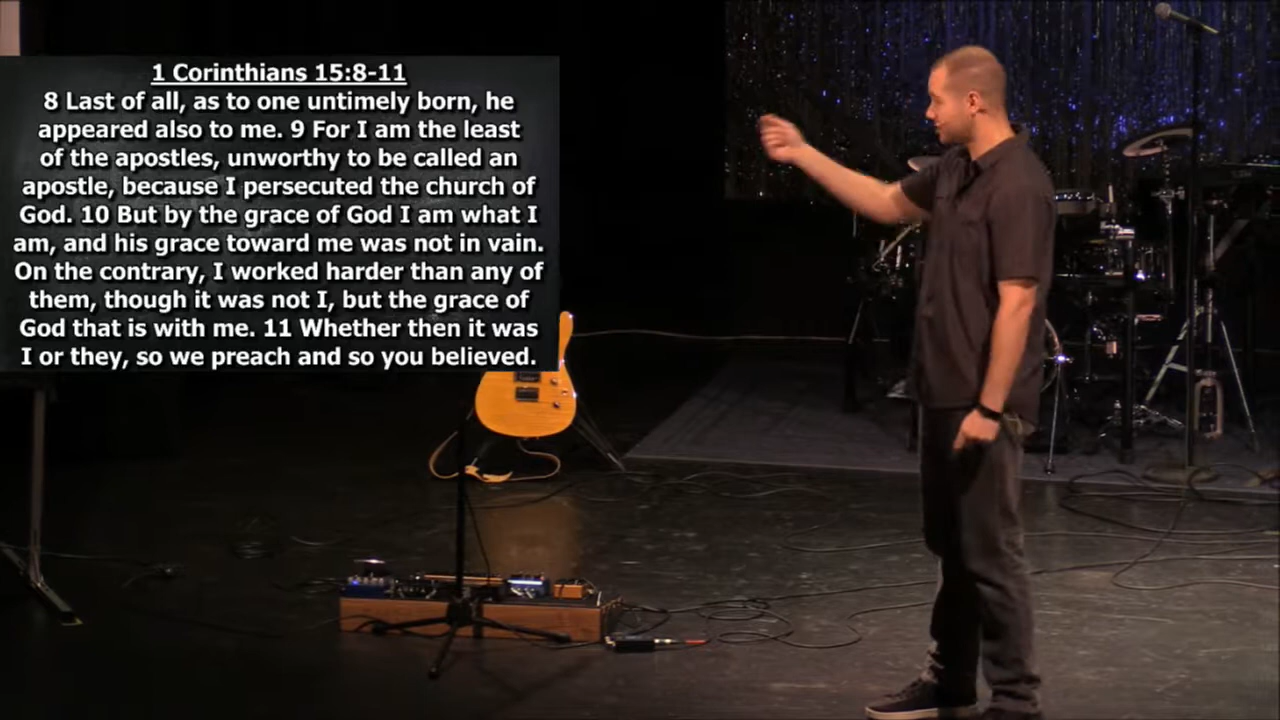 1 Corinthians 15:8-11
8 Last of all, as to one untimely born, he
appeared also to me. 9 For I am the least
of the apostles, unworthy to be called an
apostle, because I persecuted the church of
God. 10 But by the grace of God I am what I
am, and his grace toward me was not in vain.
On the contrary, I worked harder than any of
them, though it was not I, but the grace of
God that is with me. 11 Whether then it was
I or they, so we preach and so you believed.